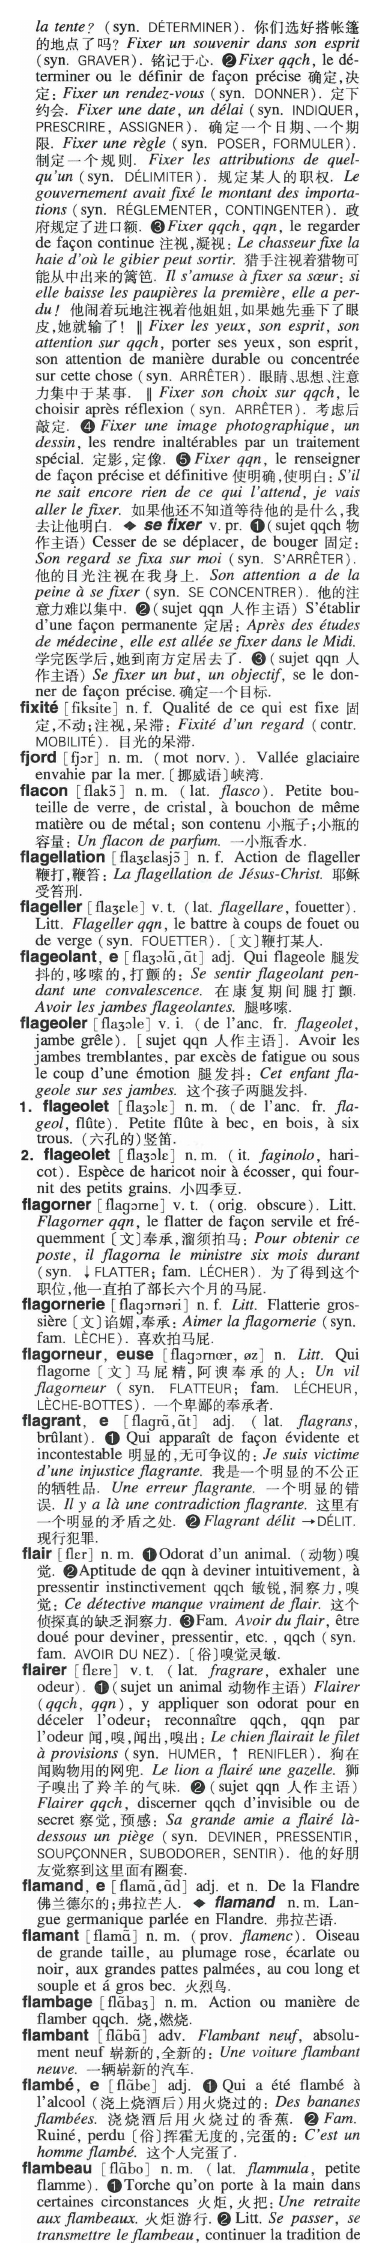 la tente? (syn. DÉTERMINER). 你们选好搭帐篷
的地点了吗? Fixer un souvenir dans son esprit
(syn. GRAVER). 铭记于心. ❷Fixer qqch, le dé-
terminer ou le définir de façon précise 确定,决
定: Fixer un rendez-vous (syn. DONNER). 定下
约会. Fixer une date, un délai (syn. INDIQUER,
PRESCRIRE, ASSIGNER). 确定一个日期、一个期
限. Fixer une règle (syn. POSER, FORMULER).
制定一个规则. Fixer les attributions de quel-
qu'un (syn. DÉLIMITER). 规定某人的职权. Le
gouvernement avait fixé le montant des importa-
tions (syn. RÉGLEMENTER, CONTINGENTER). 政
府规定了进口额. ❸Fixer qqch, qqn, le regarder
de façon continue 注视,凝视: Le chasseur fixe la
haie d'où le gibier peut sortir. 猎手注视着猎物可
能从中出来的篱笆. Il s'amuse à fixer sa sœur: si
elle baisse les paupières la première, elle a per-
du! 他闹着玩地注视着他姐姐,如果她先垂下了眼
皮,她就输了! ‖ Fixer les yeux, son esprit, son
attention sur qqch, porter ses yeux, son esprit,
son attention de manière durable ou concentrée
sur cette chose (syn. ARRÊTER). 眼睛、思想、注意
力集中于某事. ‖ Fixer son choix sur qqch, le
choisir après réflexion (syn. ARRÊTER). 考虑后
敲定. ❹Fixer une image photographique, un
dessin, les rendre inaltérables par un traitement
spécial. 定影,定像. ❺Fixer qqn, le renseigner
de façon précise et définitive 使明确,使明白: S'il
ne sait encore rien de ce qui l'attend, je vais
aller le fixer. 如果他还不知道等待他的是什么,我
去让他明白. ◆ se fixer v. pr. ❶(sujet qqch 物
作主语) Cesser de se déplacer, de bouger 固定:
Son regard se fixa sur moi (syn. S'ARRÊTER).
他的目光注视在我身上. Son attention a de la
peine à se fixer (syn. SE CONCENTRER). 他的注
意力难以集中. ❷(sujet qqn 人作主语) S'établir
d'une façon permanente 定居: Après des études
de médecine, elle est allée se fixer dans le Midi.
学完医学后,她到南方定居去了. ❸(sujet qqn 人
作主语) Se fixer un but, un objectif, se le don-
ner de façon précise. 确定一个目标.
fixité [fiksite] n. f. Qualité de ce qui est fixe 固
定,不动;注视,呆滞: Fixité d'un regard (contr.
MOBILITÉ). 目光的呆滞.
fjord [fjɔr] n. m. (mot norv.). Vallée glaciaire
envahie par la mer. [挪威语]峡湾.
flacon [flakɔ̃] n. m. (lat. flasco). Petite bou-
teille de verre, de cristal, à bouchon de même
matière ou de métal; son contenu 小瓶子;小瓶的
容量: Un flacon de parfum. 一小瓶香水.
flagellation [flaʒɛlasjɔ̃] n. f. Action de flageller
鞭打,鞭笞: La flagellation de Jésus-Christ. 耶稣
受笞刑.
flageller [flaʒɛle] v. t. (lat. flagellare, fouetter).
Litt. Flageller qqn, le battre à coups de fouet ou
de verge (syn. FOUETTER). [文]鞭打某人.
flageolant, e [flaʒɔlɑ̃,ɑ̃t] adj. Qui flageole 腿发
抖的,哆嗦的,打颤的: Se sentir flageolant pen-
dant une convalescence. 在康复期间腿打颤.
Avoir les jambes flageolantes. 腿哆嗦.
flageoler [flaʒɔle] v. i. (de l'anc. fr. flageolet,
jambe grêle). [sujet qqn 人作主语]. Avoir les
jambes tremblantes, par excès de fatigue ou sous
le coup d'une émotion 腿发抖: Cet enfant fla-
geole sur ses jambes. 这个孩子两腿发抖.
1. flageolet [flaʒɔlɛ] n. m. (de l'anc. fr. fla-
geol, flûte). Petite flûte à bec, en bois, à six
trous. (六孔的)竖笛.
2. flageolet [flaʒɔlɛ] n. m. (it. faginolo, hari-
cot). Espèce de haricot noir à écosser, qui four-
nit des petits grains. 小四季豆.
flagorner [flagɔrne] v. t. (orig. obscure). Litt.
Flagorner qqn, le flatter de façon servile et fré-
quemment [文]奉承,溜须拍马: Pour obtenir ce
poste, il flagorna le ministre six mois durant
(syn. ↓FLATTER; fam. LÉCHER). 为了得到这个
职位,他一直拍了部长六个月的马屁.
flagornerie [flagɔrnəri] n. f. Litt. Flatterie gros-
sière [文]谄媚,奉承: Aimer la flagornerie (syn.
fam. LÈCHE). 喜欢拍马屁.
flagorneur, euse [flagɔrnœr, øz] n. Litt. Qui
flagorne [文] 马屁精,阿谀奉承的人: Un vil
flagorneur (syn. FLATTEUR; fam. LÉCHEUR,
LÈCHE-BOTTES). 一个卑鄙的奉承者.
flagrant, e [flagrɑ̃,ɑ̃t] adj. (lat. flagrans,
brûlant). ❶ Qui apparaît de façon évidente et
incontestable 明显的,无可争议的: Je suis victime
d'une injustice flagrante. 我是一个明显的不公正
的牺牲品. Une erreur flagrante. 一个明显的错
误. Il y a là une contradiction flagrante. 这里有
一个明显的矛盾之处. ❷Flagrant délit →DÉLIT.
现行犯罪.
flair [flɛr] n. m. ❶Odorat d'un animal. (动物)嗅
觉. ❷Aptitude de qqn à deviner intuitivement, à
pressentir instinctivement qqch 敏锐,洞察力,嗅
觉: Ce détective manque vraiment de flair. 这个
侦探真的缺乏洞察力. ❸Fam. Avoir du flair, être
doué pour deviner, pressentir, etc., qqch (syn.
fam. AVOIR DU NEZ). [俗]嗅觉灵敏.
flairer [flɛre] v. t. (lat. fragrare, exhaler une
odeur). ❶(sujet un animal 动物作主语) Flairer
(qqch, qqn), y appliquer son odorat pour en
déceler l'odeur; reconnaître qqch, qqn par
l'odeur 闻,嗅,闻出,嗅出: Le chien flairait le filet
à provisions (syn. HUMER, ↑ RENIFLER). 狗在
闻购物用的网兜. Le lion a flairé une gazelle. 狮
子嗅出了羚羊的气味. ❷(sujet qqn 人作主语)
Flairer qqch, discerner qqch d'invisible ou de
secret 察觉,预感: Sa grande amie a flairé là-
dessous un piège (syn. DEVINER, PRESSENTIR,
SOUPÇONNER, SUBODORER, SENTIR). 他的好朋
友觉察到这里面有圈套.
flamand, e [flamɑ̃,ɑ̃d] adj. et n. De la Flandre
佛兰德尔的;弗拉芒人. ◆ flamand n. m. Lan-
gue germanique parlée en Flandre. 弗拉芒语.
flamant [flamɑ̃] n. m. (prov. flamenc). Oiseau
de grande taille, au plumage rose, écarlate ou
noir, aux grandes pattes palmées, au cou long et
souple et á gros bec. 火烈鸟.
flambage [flɑ̃baʒ] n. m. Action ou manière de
flamber qqch. 烧,燃烧.
flambant [flɑ̃bɑ̃] adv. Flambant neuf, absolu-
ment neuf 崭新的,全新的: Une voiture flambant
neuve. 一辆崭新的汽车.
flambé, e [flɑ̃be] adj. ❶ Qui a été flambé à
l'alcool (浇上烧酒后)用火烧过的: Des bananes
flambées. 浇烧酒后用火烧过的香蕉. ❷ Fam.
Ruiné, perdu [俗]挥霍无度的,完蛋的: C'est un
homme flambé. 这个人完蛋了.
flambeau [flɑ̃bo] n. m. (lat. flammula, petite
flamme). ❶Torche qu'on porte à la main dans
certaines circonstances 火炬,火把: Une retraite
aux flambeaux. 火炬游行. ❷ Litt. Se passer, se
transmettre le flambeau, continuer la tradition de